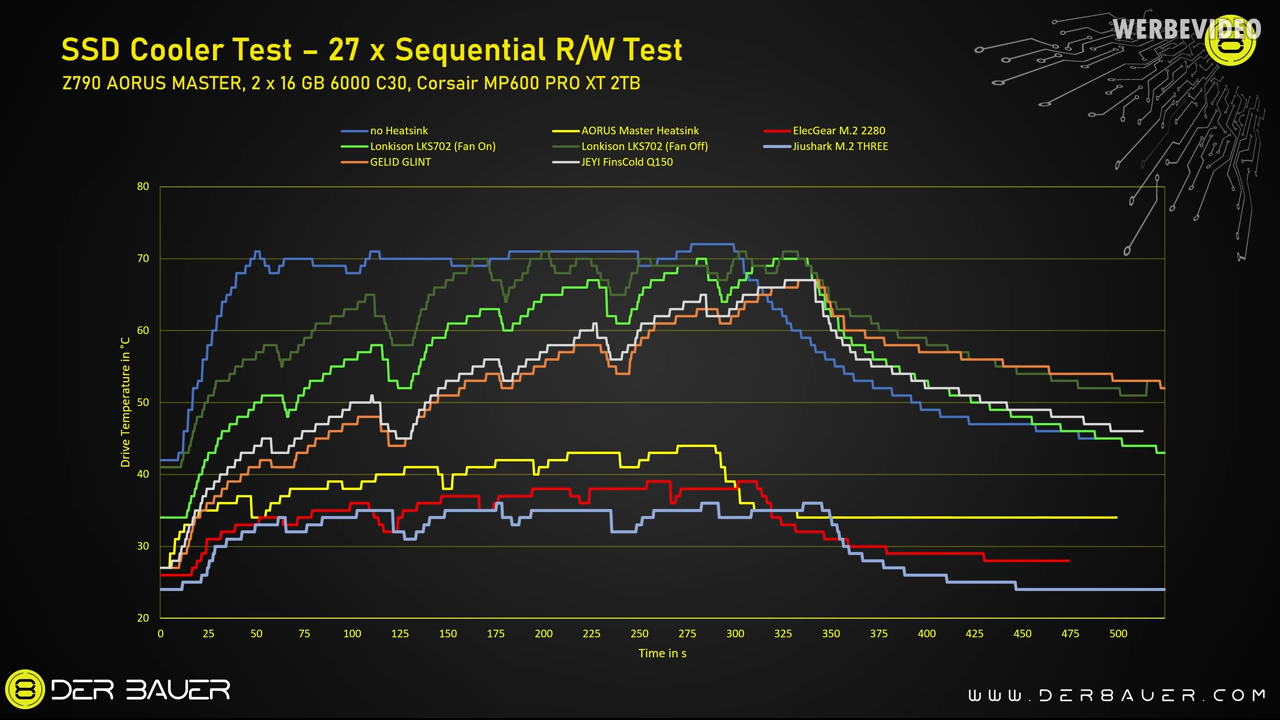 WERBEVIDEO
SSD Cooler Test – 27 x Sequential R/W Test
Z790 AORUS MASTER, 2 x 16 GB 6000 C30, Corsair MP600 PRO XT 2TB
no Heatsink AORUS Master Heatsink ElecGear M.2 2280
Lonkison LKS702 (Fan On) Lonkison LKS702 (Fan Off) Jiushark M.2 THREE
GELID GLINT JEYI FinsCold Q150
80
70
60
50
40
30
20
Drive Temperature in °C
0 25 50 75 100 125 150 175 200 225 250 275 300 325 350 375 400 425 450 475 500
Time in s
8 DER BAUER
WWW.DER8AUER.COM